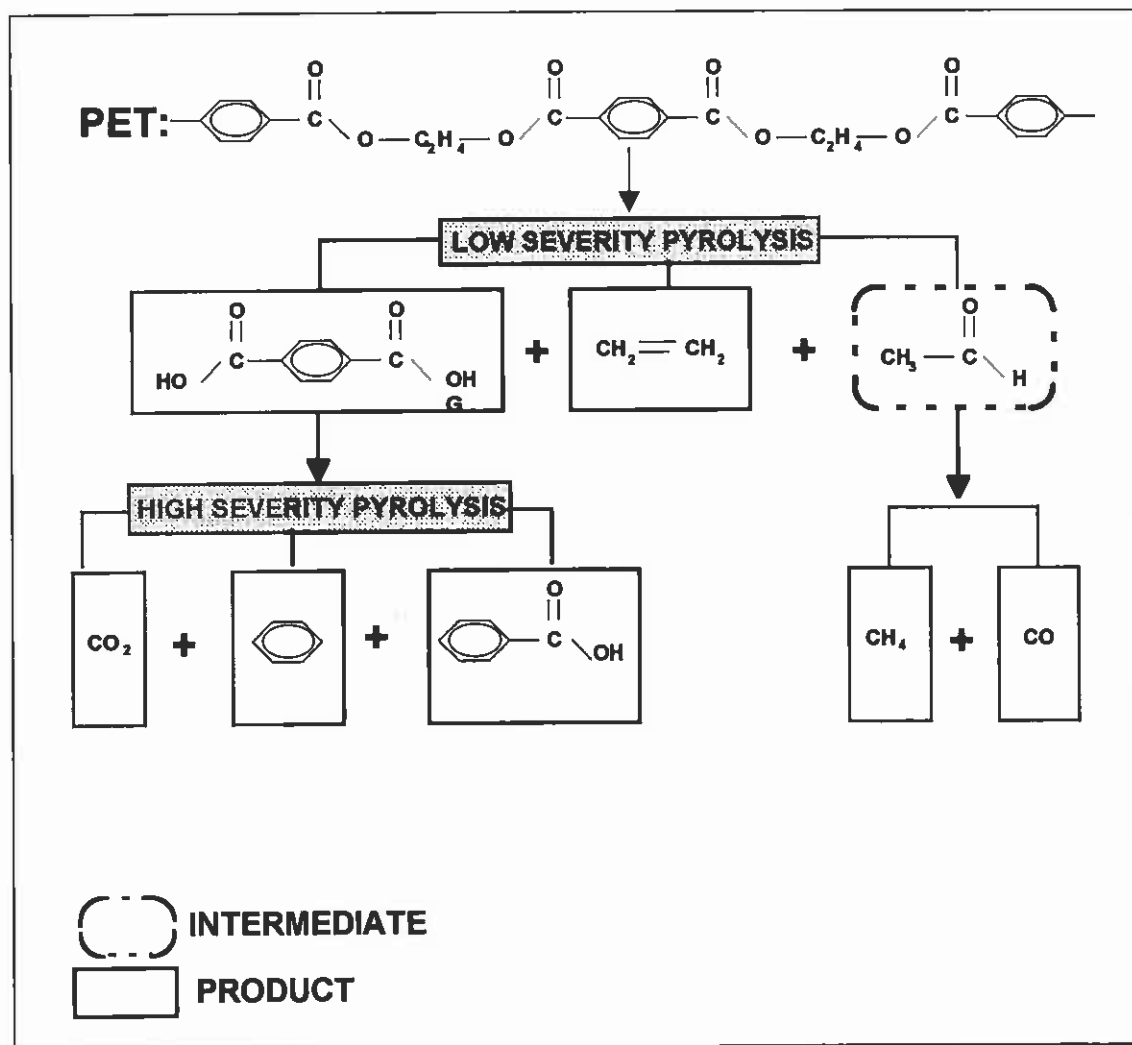 PET:
O O O O
C C C C
O C₂H₄ O O C₂H₄ O
LOW SEVERITY PYROLYSIS
O O
C C
HO OH
G
+
CH₂ CH₂
+
O
CH₃ C
H
HIGH SEVERITY PYROLYSIS
CO₂
+
+
O
C
OH
CH₄
+
CO
INTERMEDIATE
PRODUCT